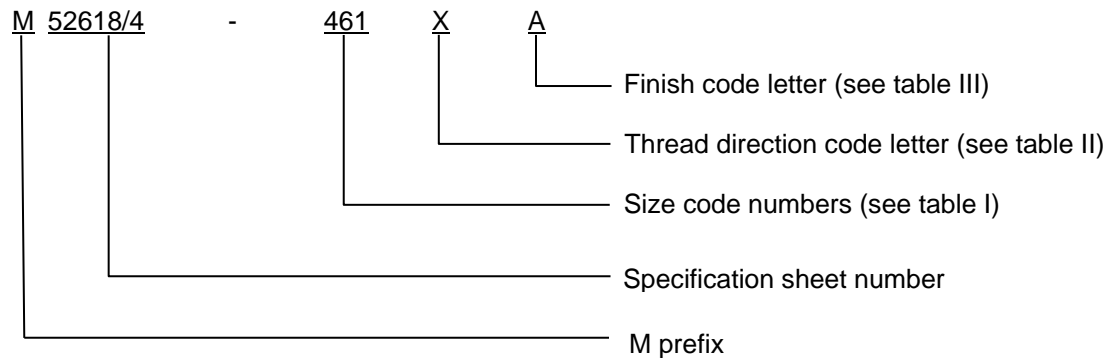 M 52618/4 - 461 X A
Finish code letter (see table III)
Thread direction code letter (see table II)
Size code numbers (see table I)
Specification sheet number
M prefix